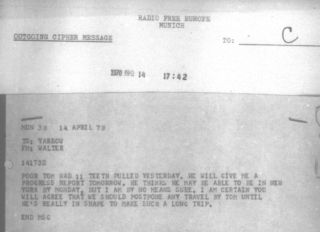 RADIO FREE EUROPE
MUNICH
OUTGOING CIPHER MESSAGE
TO:
C
14 17:42
MUN 14 APRIL 79
TO: YARROW
FM: WALTER
141732
POOR TOM HAD 11 TEETH PULLED YESTERDAY. HE WILL GIVE ME A
PROGRESS REPORT TOMORROW. HE THINKS HE MAY BE ABLE TO BE IN NEW
YORK BY MONDAY, BUT I AM BY NO MEANS SURE. I AM CERTAIN YOU
WILL AGREE THAT WE SHOULD POSTPONE ANY TRAVEL BY TOM UNTIL
HE'S REALLY IN SHAPE TO MAKE SUCH A LONG TRIP.
END MSG